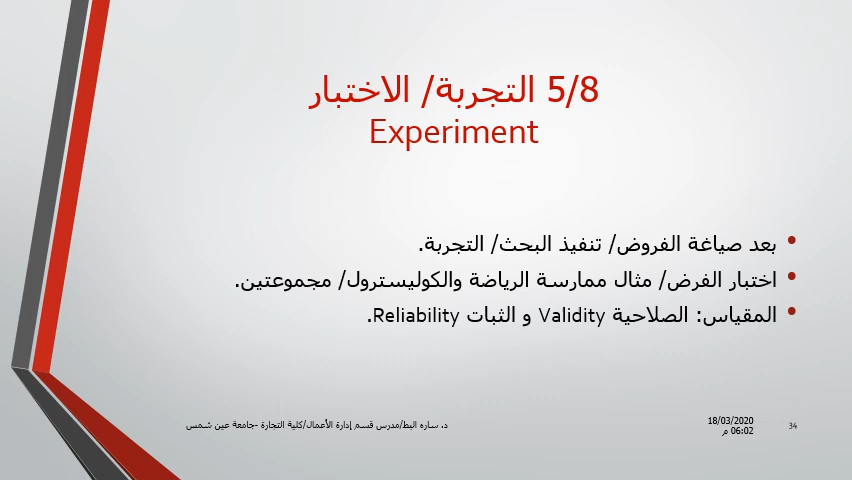 5/8 التجربة/ الاختبار
Experiment
• بعد صياغة الفروض/ تنفيذ البحث/ التجربة.
• اختبار الفرض/ مثال ممارسة الرياضة والكوليسترول/ مجموعتين.
• المقياس: الصلاحية Validity و الثبات Reliability.
34
18/03/2020
06:02 م
د. ساره البط/مدرس قسم إدارة الأعمال/كلية التجارة -جامعة عين شمس